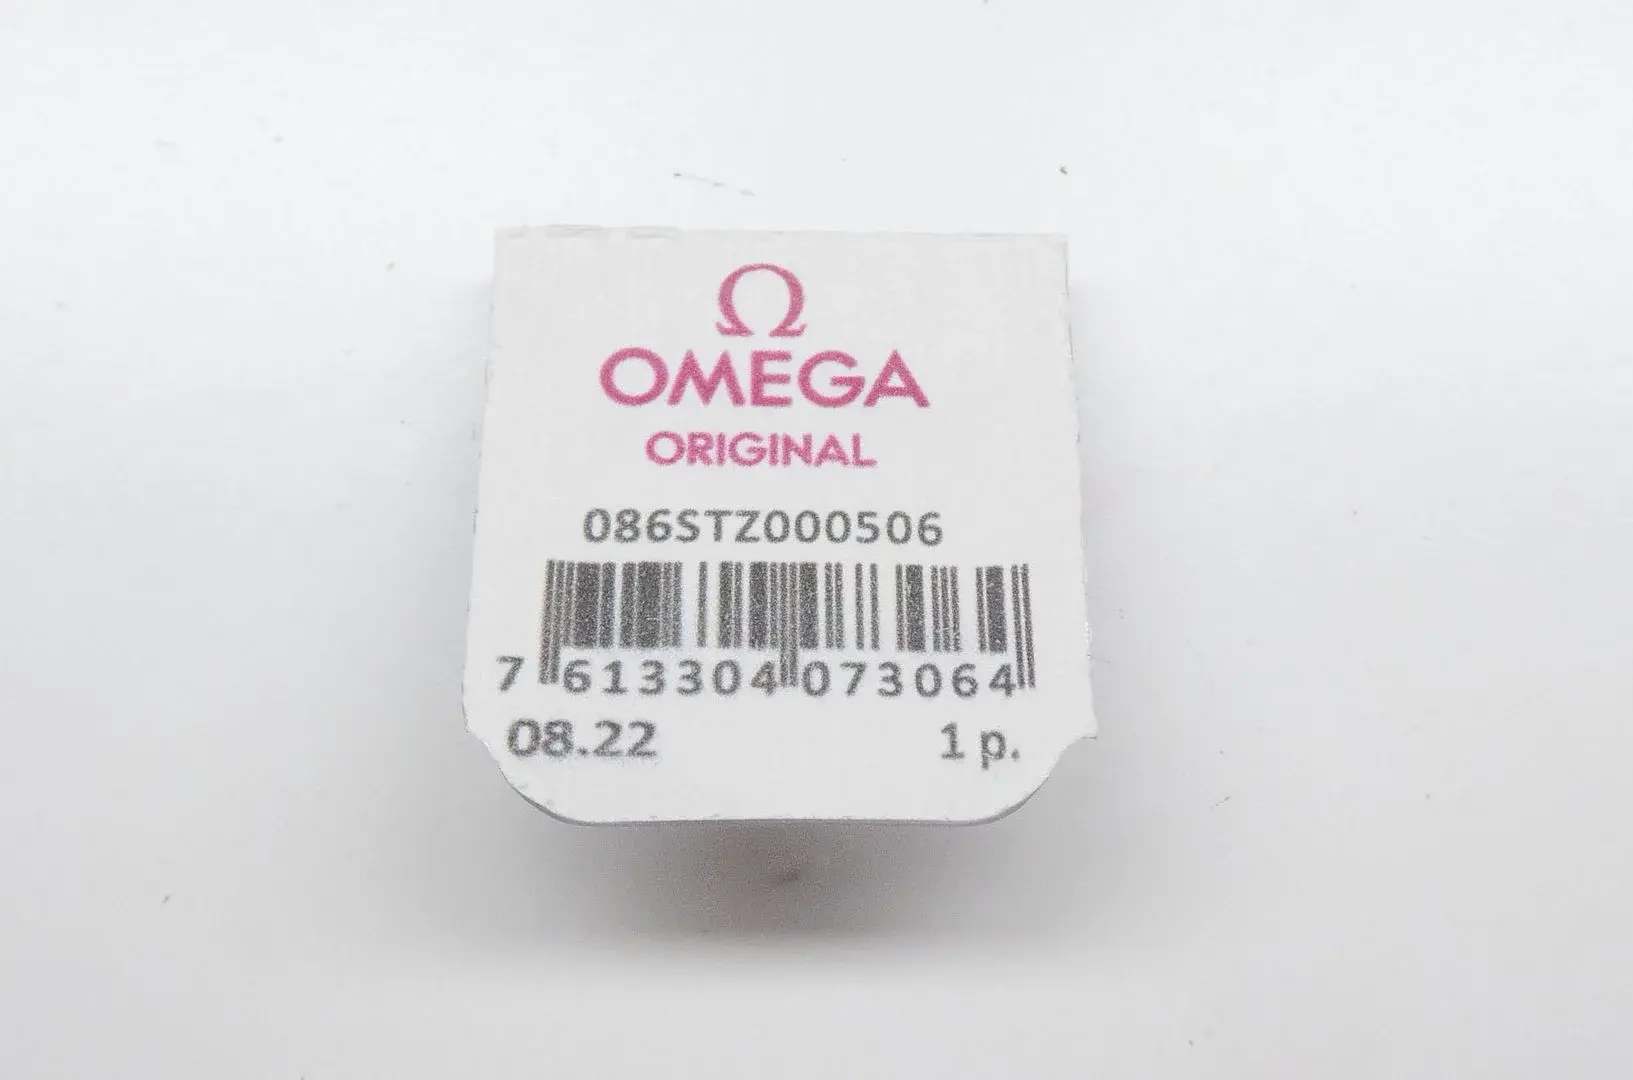 Ω
OMEGA
ORIGINAL
086STZ000506
7 613304 073064
08.22 1 p.